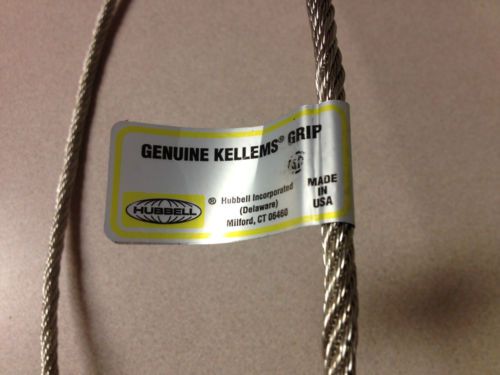 GENUINE KELLEMS® GRIP
HUBBELL
® Hubbell Incorporated
(Delaware)
Milford, CT 06460
MADE
IN
USA